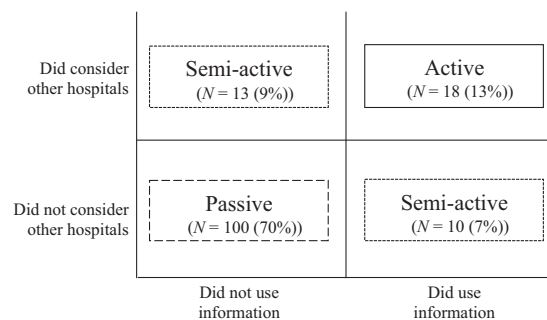 Did consider
other hospitals
Semi-active
(N = 13 (9%))
Active
(N = 18 (13%))
Did not consider
other hospitals
Passive
(N = 100 (70%))
Semi-active
(N = 10 (7%))
Did not use
information
Did use
information